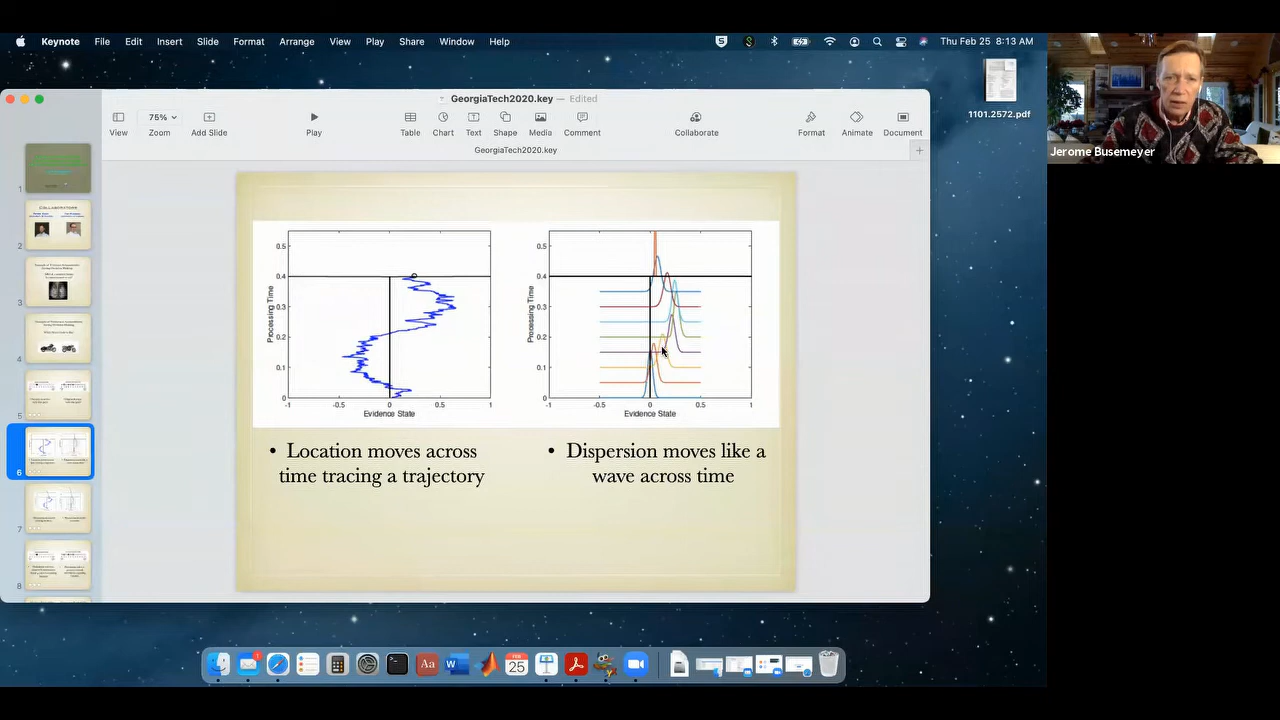 Keynote File Edit Insert Slide Format Arrange View Play Share Window Help
Thu Feb 25 8:13 AM
1101.2572.pdf
Jerome Busemeyer
GeorgiaTech2020.key — Edited
75%
View Zoom Add Slide Play Table Chart Text Shape Media Comment Collaborate Format Animate Document
GeorgiaTech2020.key
1
2
3
4
5
6
7
8
COLLABORATORS
0.5
0.4
0.3
0.2
0.1
0
Processing Time
-1 -0.5 0 0.5 1
Evidence State
0.5
0.4
0.3
0.2
0.1
0
Processing Time
-1 -0.5 0 0.5 1
Evidence State
• Location moves across
time tracing a trajectory
• Dispersion moves like a
wave across time
1
FEB
25
Aa
W